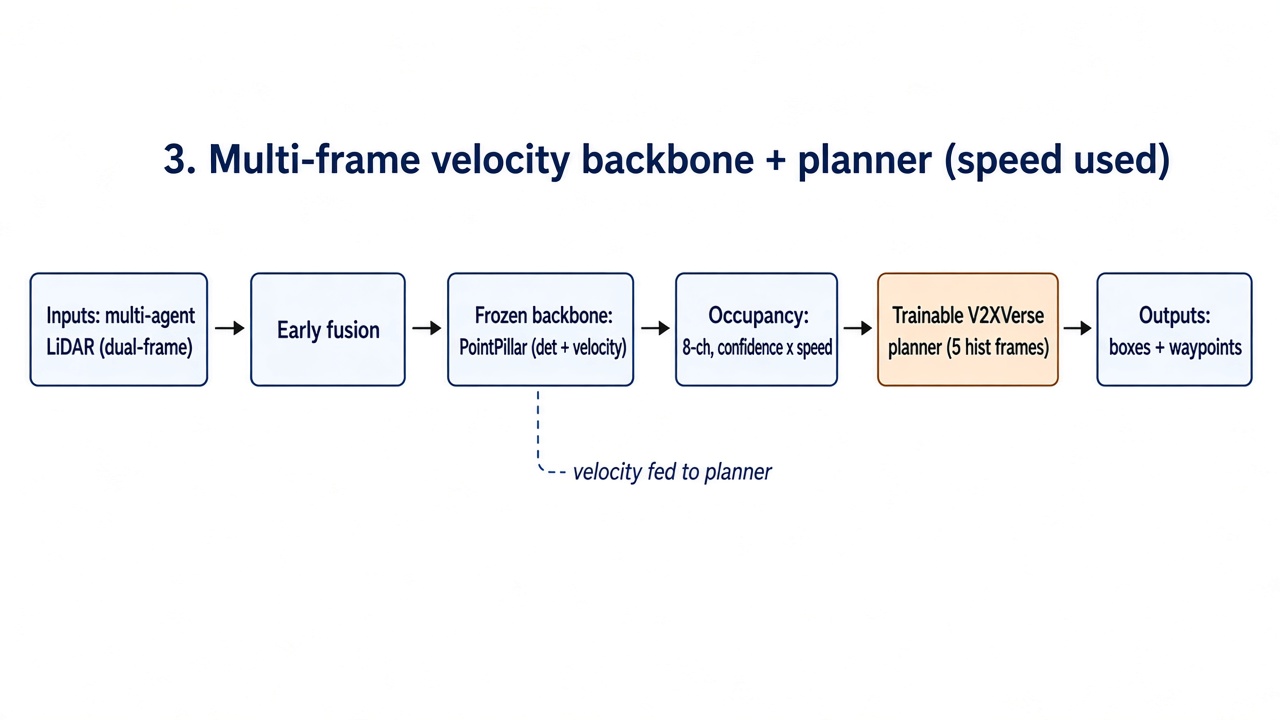 3. Multi-frame velocity backbone + planner (speed used)
Inputs: multi-agent
LiDAR (dual-frame)
Early fusion
Frozen backbone:
PointPillar (det + velocity)
Occupancy:
8-ch, confidence x speed
Trainable V2XVerse
planner (5 hist frames)
Outputs:
boxes + waypoints
velocity fed to planner